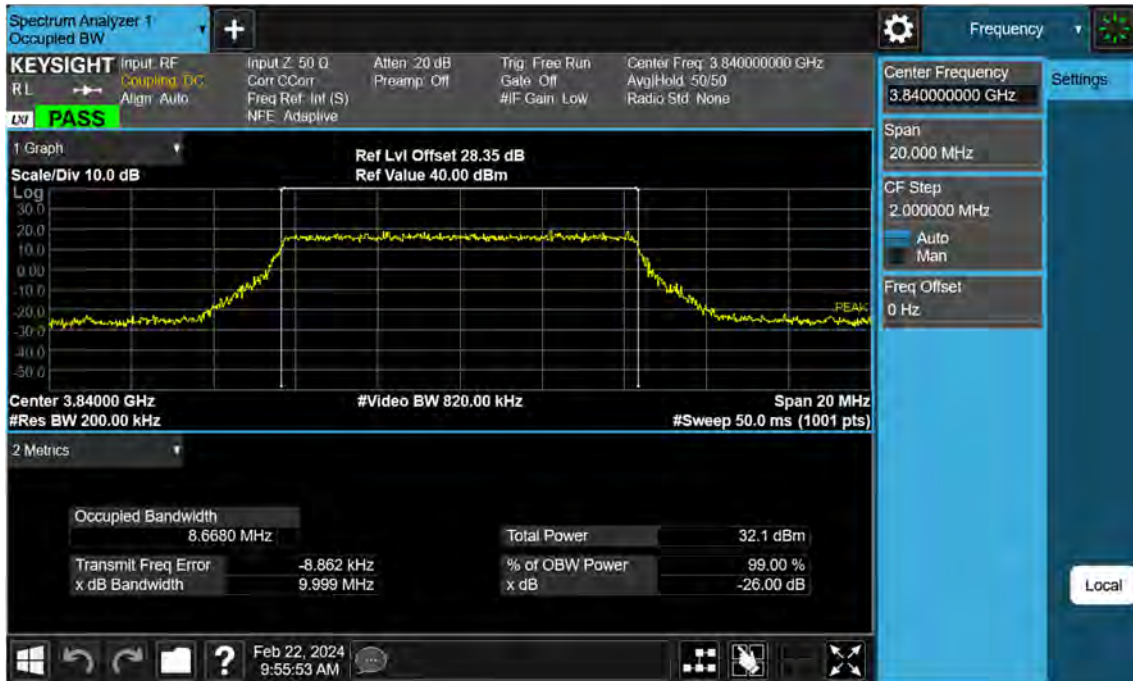 Spectrum Analyzer 1
Occupied BW
+
Frequency
KEYSIGHT
RL
LXI
PASS
Input: RF
Coupling: DC
Align: Auto
Input Z: 50 Ω
Corr CCorr
Freq Ref: Int (S)
NFE: Adaptive
Atten: 20 dB
Preamp: Off
Trig: Free Run
Gate: Off
#IF Gain: Low
Center Freq: 3.840000000 GHz
Avg|Hold: 50/50
Radio Std: None
1 Graph
Scale/Div 10.0 dB
Ref Lvl Offset 28.35 dB
Ref Value 40.00 dBm
Log
30.0
20.0
10.0
0.00
-10.0
-20.0
-30.0
-40.0
-50.0
PEAK
Center 3.84000 GHz
#Video BW 820.00 kHz
Span 20 MHz
#Res BW 200.00 kHz
#Sweep 50.0 ms (1001 pts)
2 Metrics
Occupied Bandwidth
8.6680 MHz
Total Power 32.1 dBm
Transmit Freq Error -8.862 kHz
% of OBW Power 99.00 %
x dB Bandwidth 9.999 MHz
x dB -26.00 dB
?
Feb 22, 2024
9:55:53 AM
Center Frequency
3.840000000 GHz
Settings
Span
20.000 MHz
CF Step
2.000000 MHz
Auto
Man
Freq Offset
0 Hz
Local